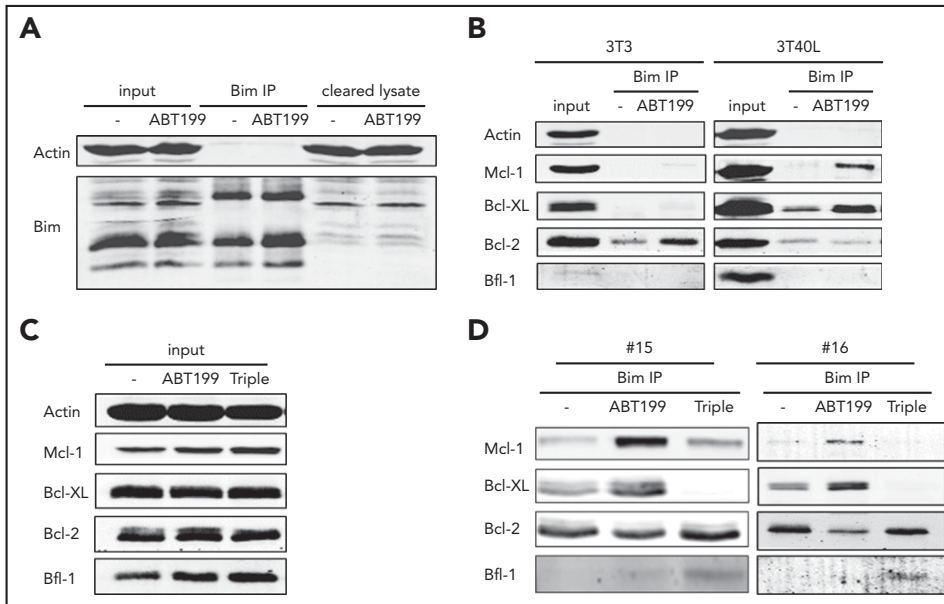 A
input Bim IP cleared lysate
- ABT199 - ABT199 - ABT199
Actin
Bim
B
3T3 3T40L
Bim IP Bim IP
input - ABT199 input - ABT199
Actin
Mcl-1
Bcl-XL
Bcl-2
Bfl-1
C
input
- ABT199 Triple
Actin
Mcl-1
Bcl-XL
Bcl-2
Bfl-1
D
#15 #16
Bim IP Bim IP
- ABT199 Triple - ABT199 Triple
Mcl-1
Bcl-XL
Bcl-2
Bfl-1